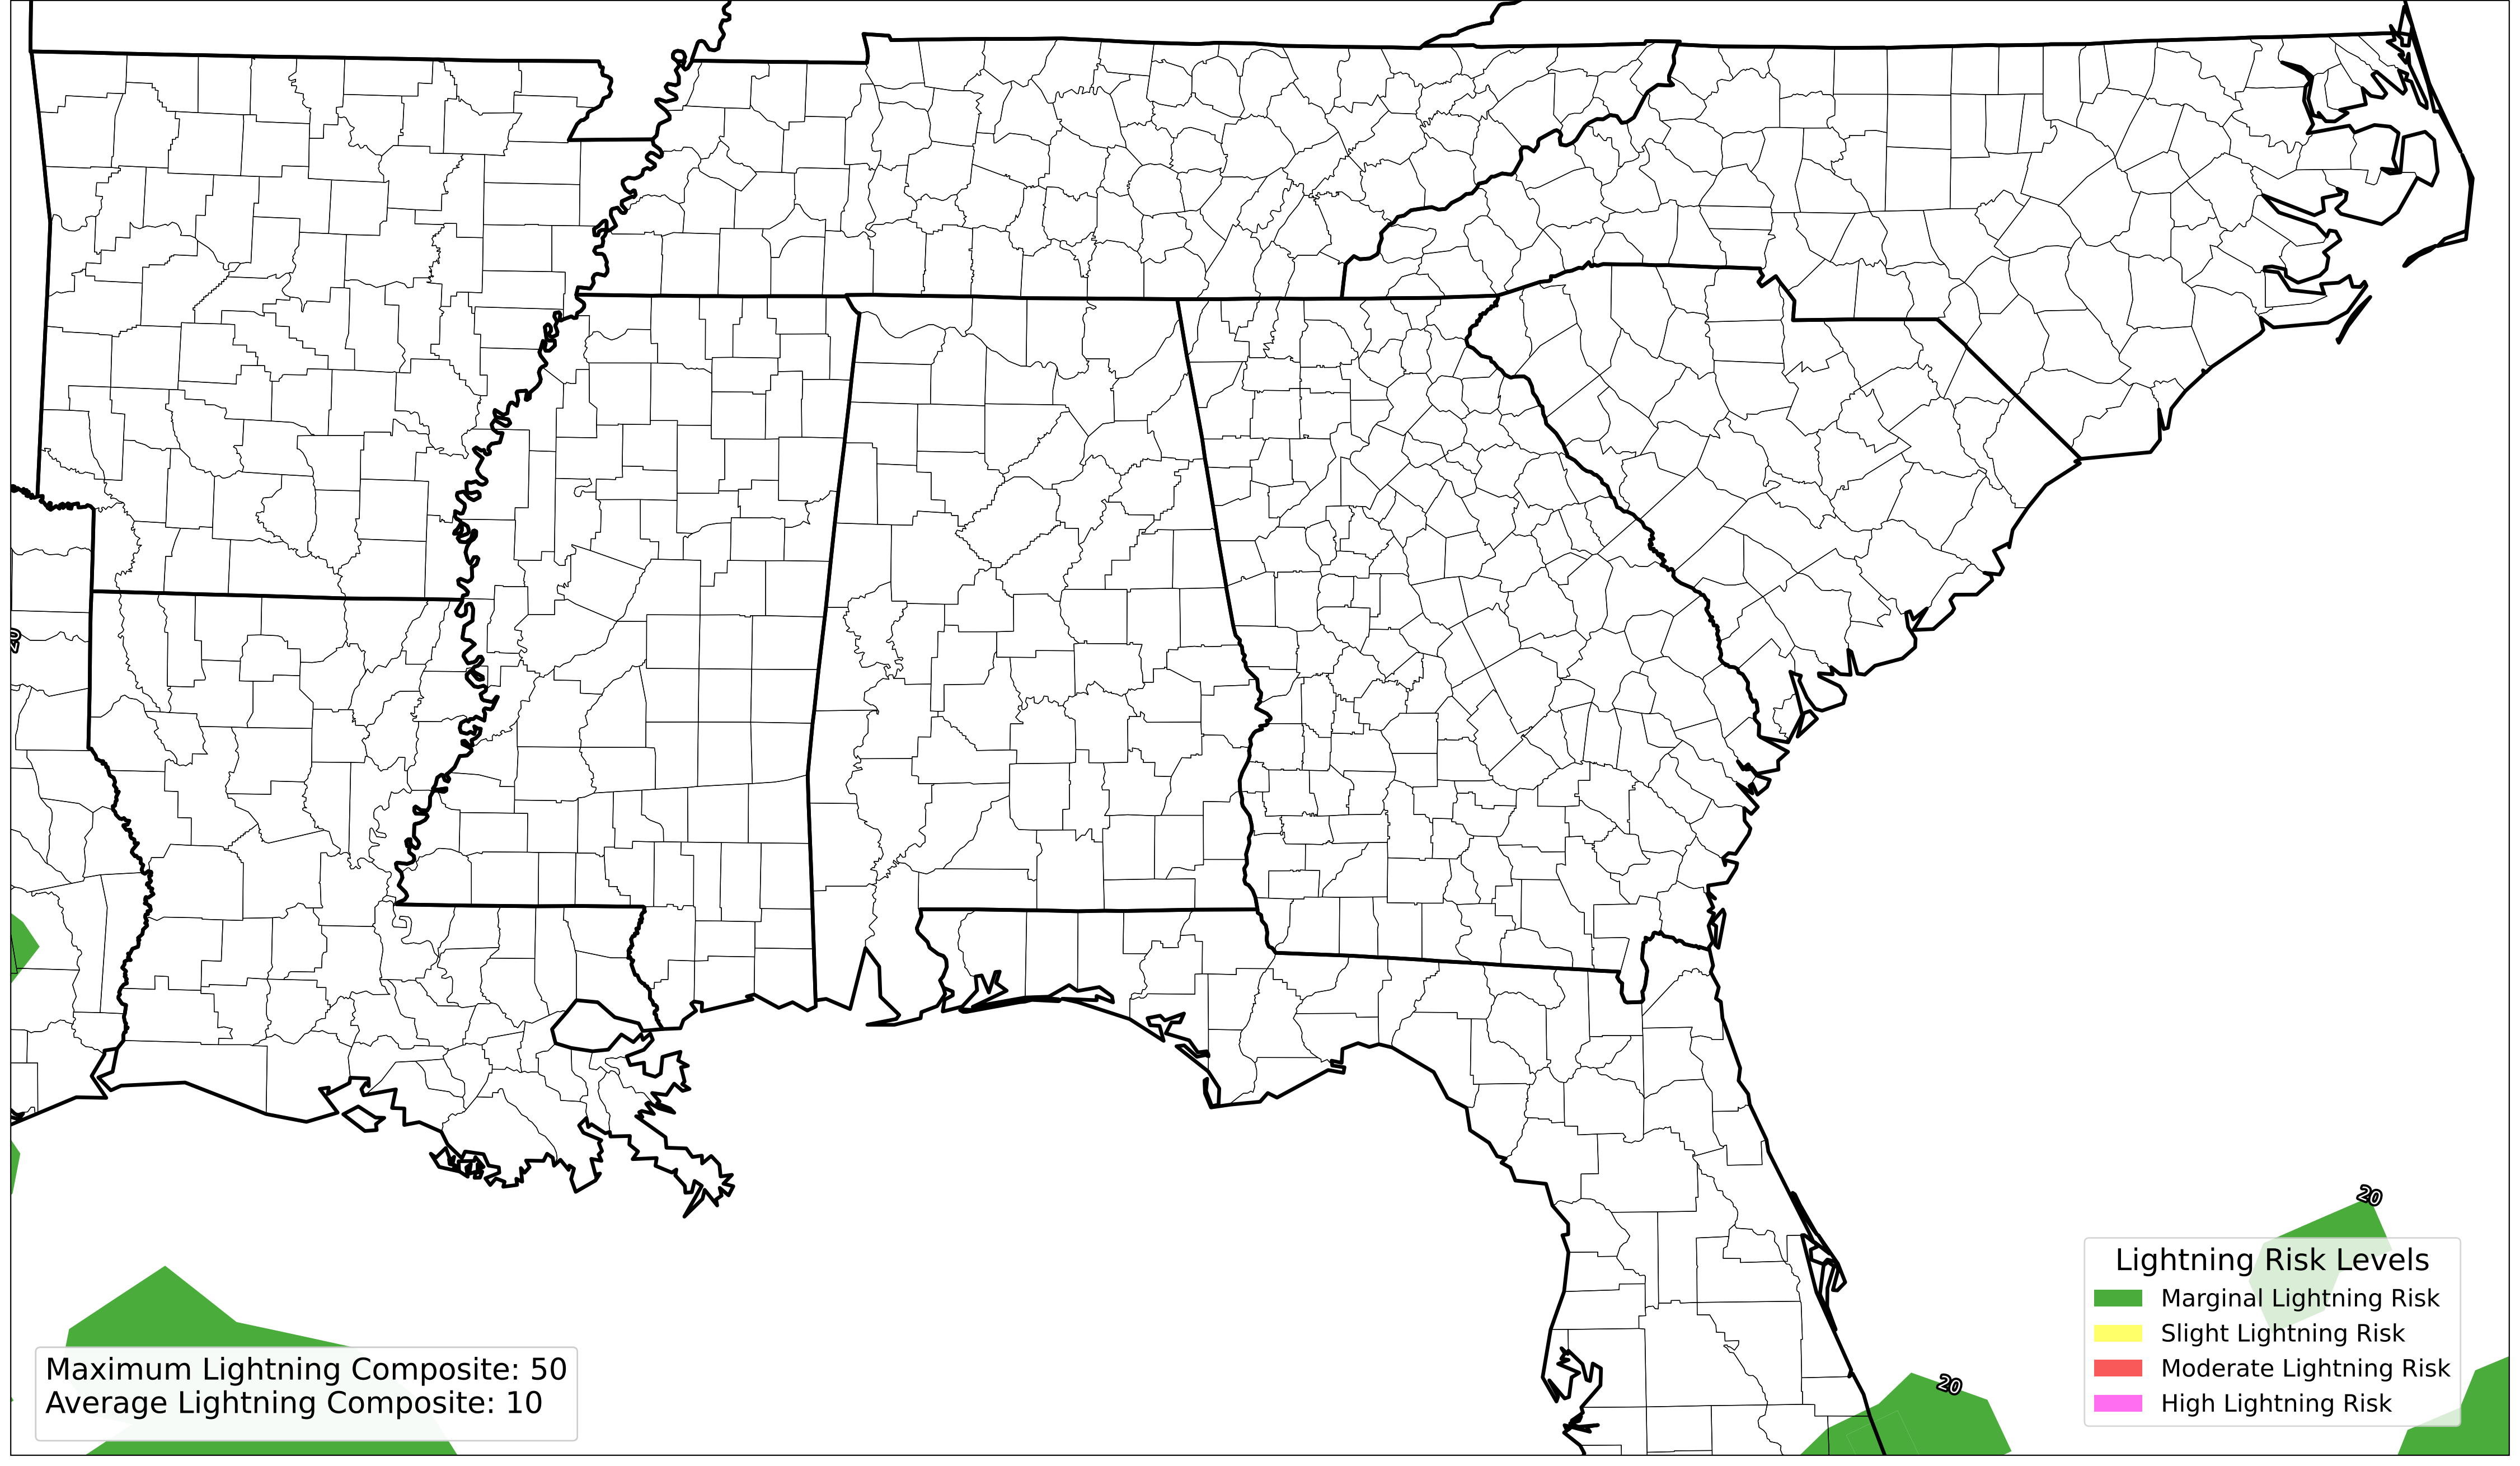 20
20
Lightning Risk Levels
Marginal Lightning Risk
Slight Lightning Risk
Moderate Lightning Risk
High Lightning Risk
Maximum Lightning Composite: 50
Average Lightning Composite: 10
20